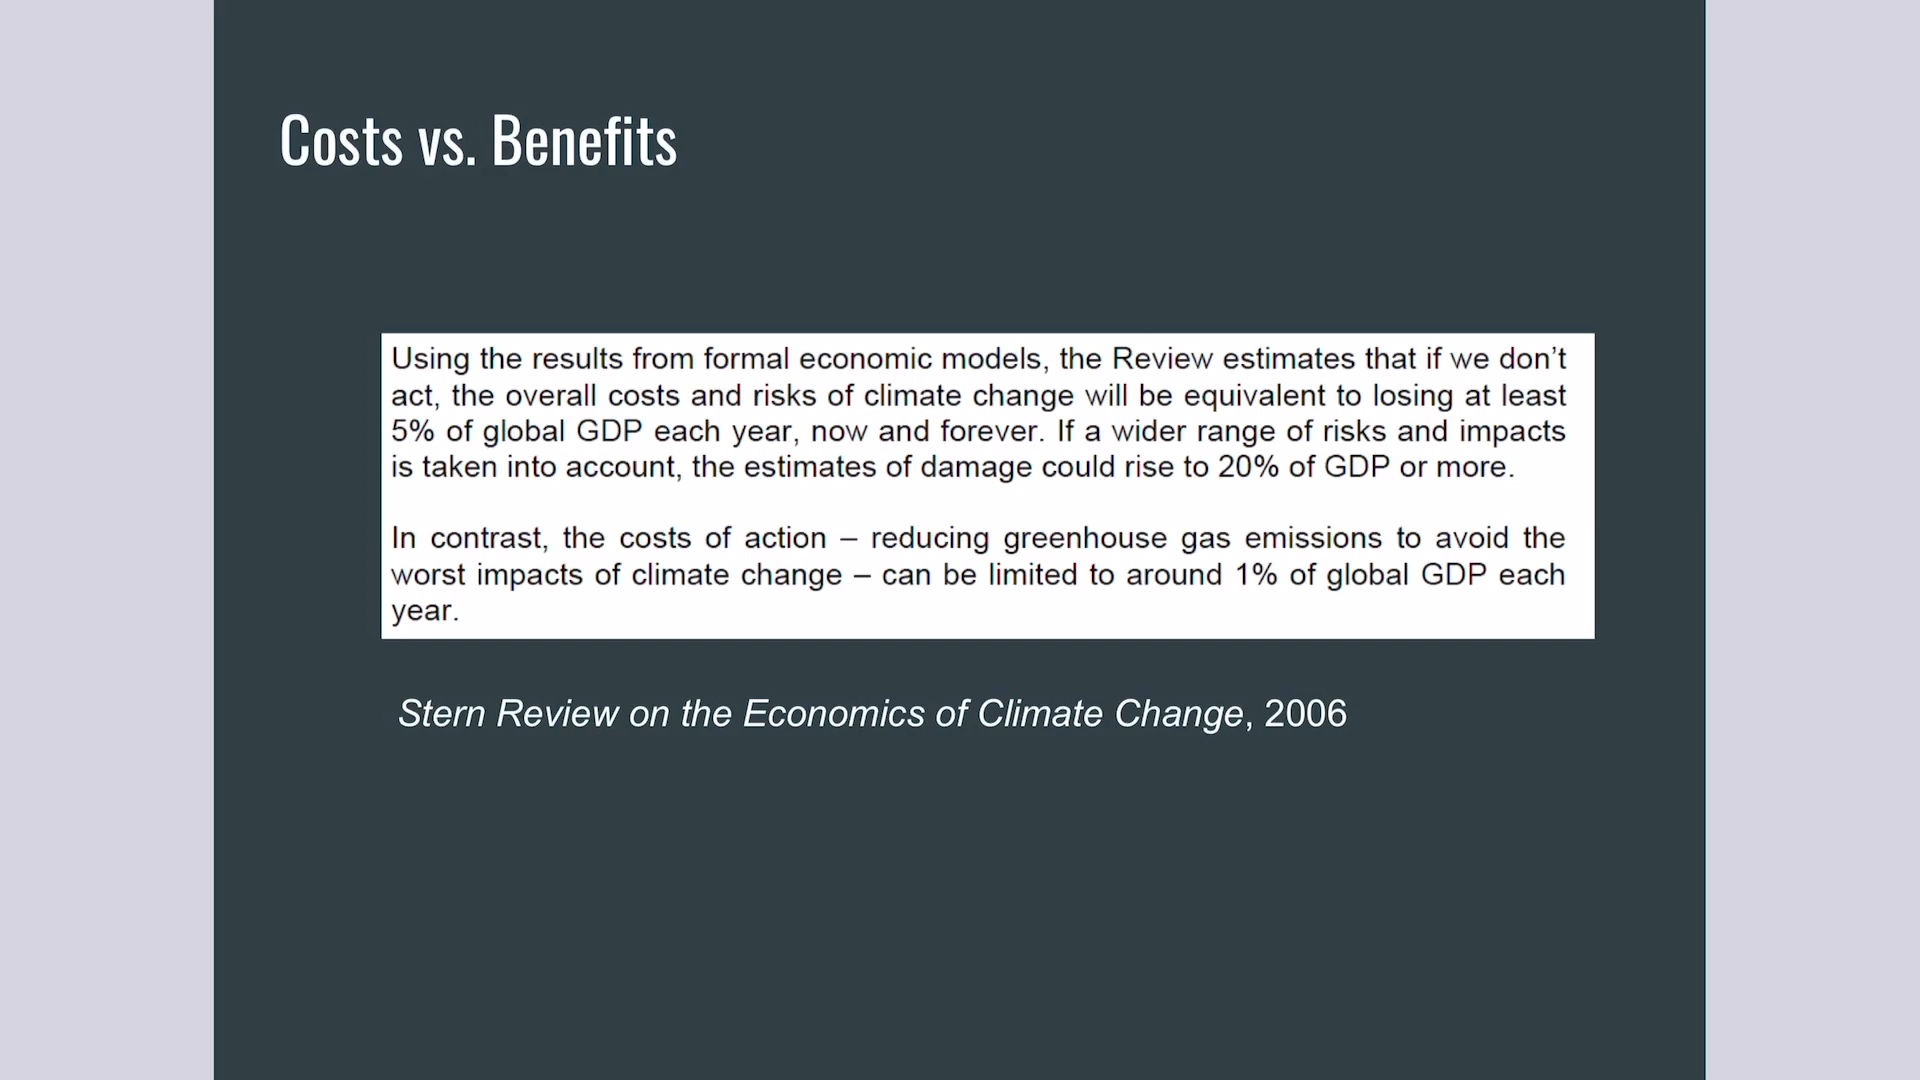 Costs vs. Benefits
Using the results from formal economic models, the Review estimates that if we don’t
act, the overall costs and risks of climate change will be equivalent to losing at least
5% of global GDP each year, now and forever. If a wider range of risks and impacts
is taken into account, the estimates of damage could rise to 20% of GDP or more.
In contrast, the costs of action – reducing greenhouse gas emissions to avoid the
worst impacts of climate change – can be limited to around 1% of global GDP each
year.
Stern Review on the Economics of Climate Change, 2006